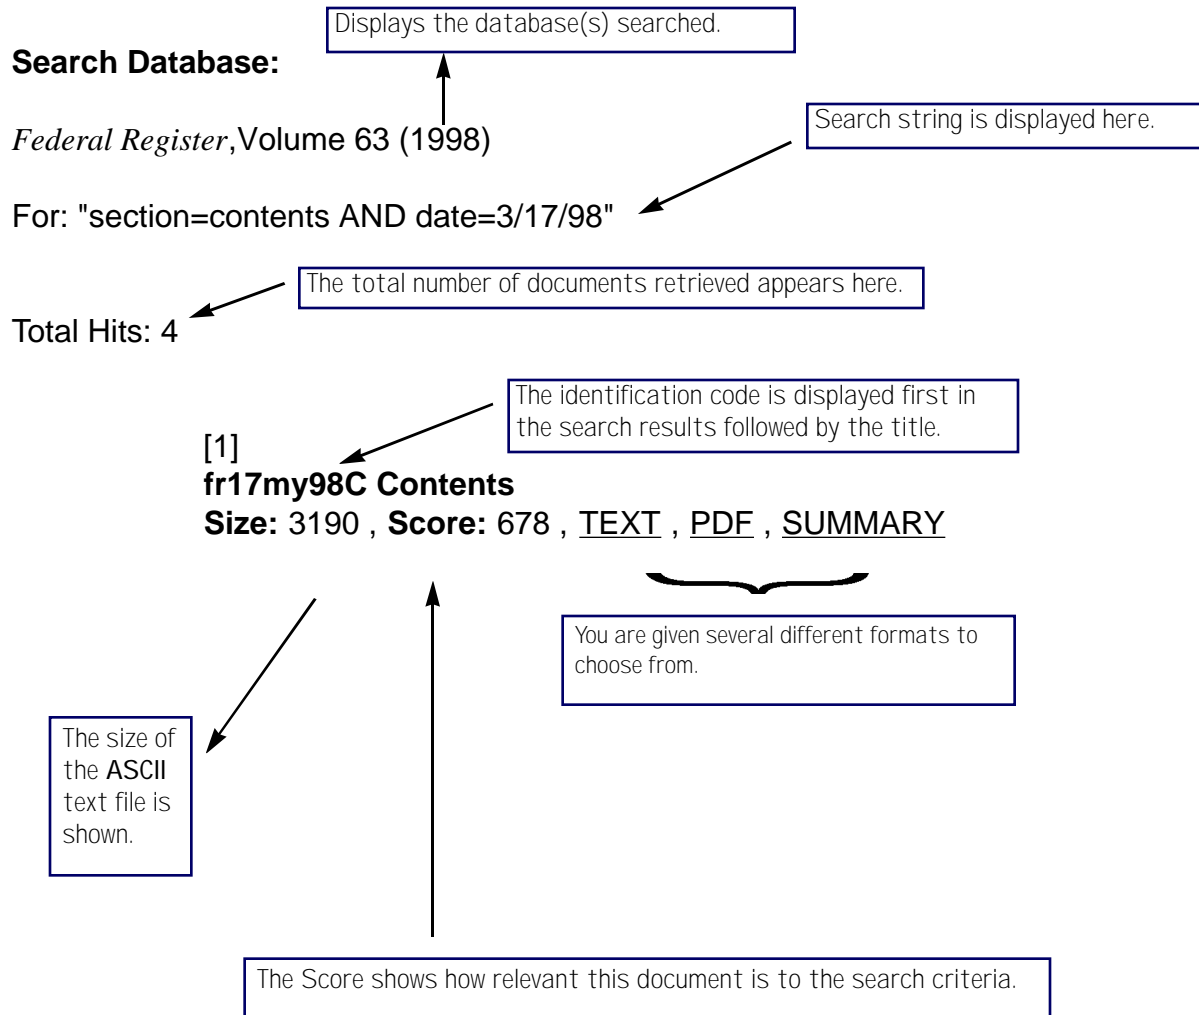 Displays the database(s) searched.
Search Database:
Federal Register,Volume 63 (1998)
Search string is displayed here.
For: "section=contents AND date=3/17/98"
The total number of documents retrieved appears here.
Total Hits: 4
The identification code is displayed first in
the search results followed by the title.
[1]
fr17my98C Contents
Size: 3190 , Score: 678 , TEXT , PDF , SUMMARY
You are given several different formats to
choose from.
The size of
the ASCII
text file is
shown.
The Score shows how relevant this document is to the search criteria.